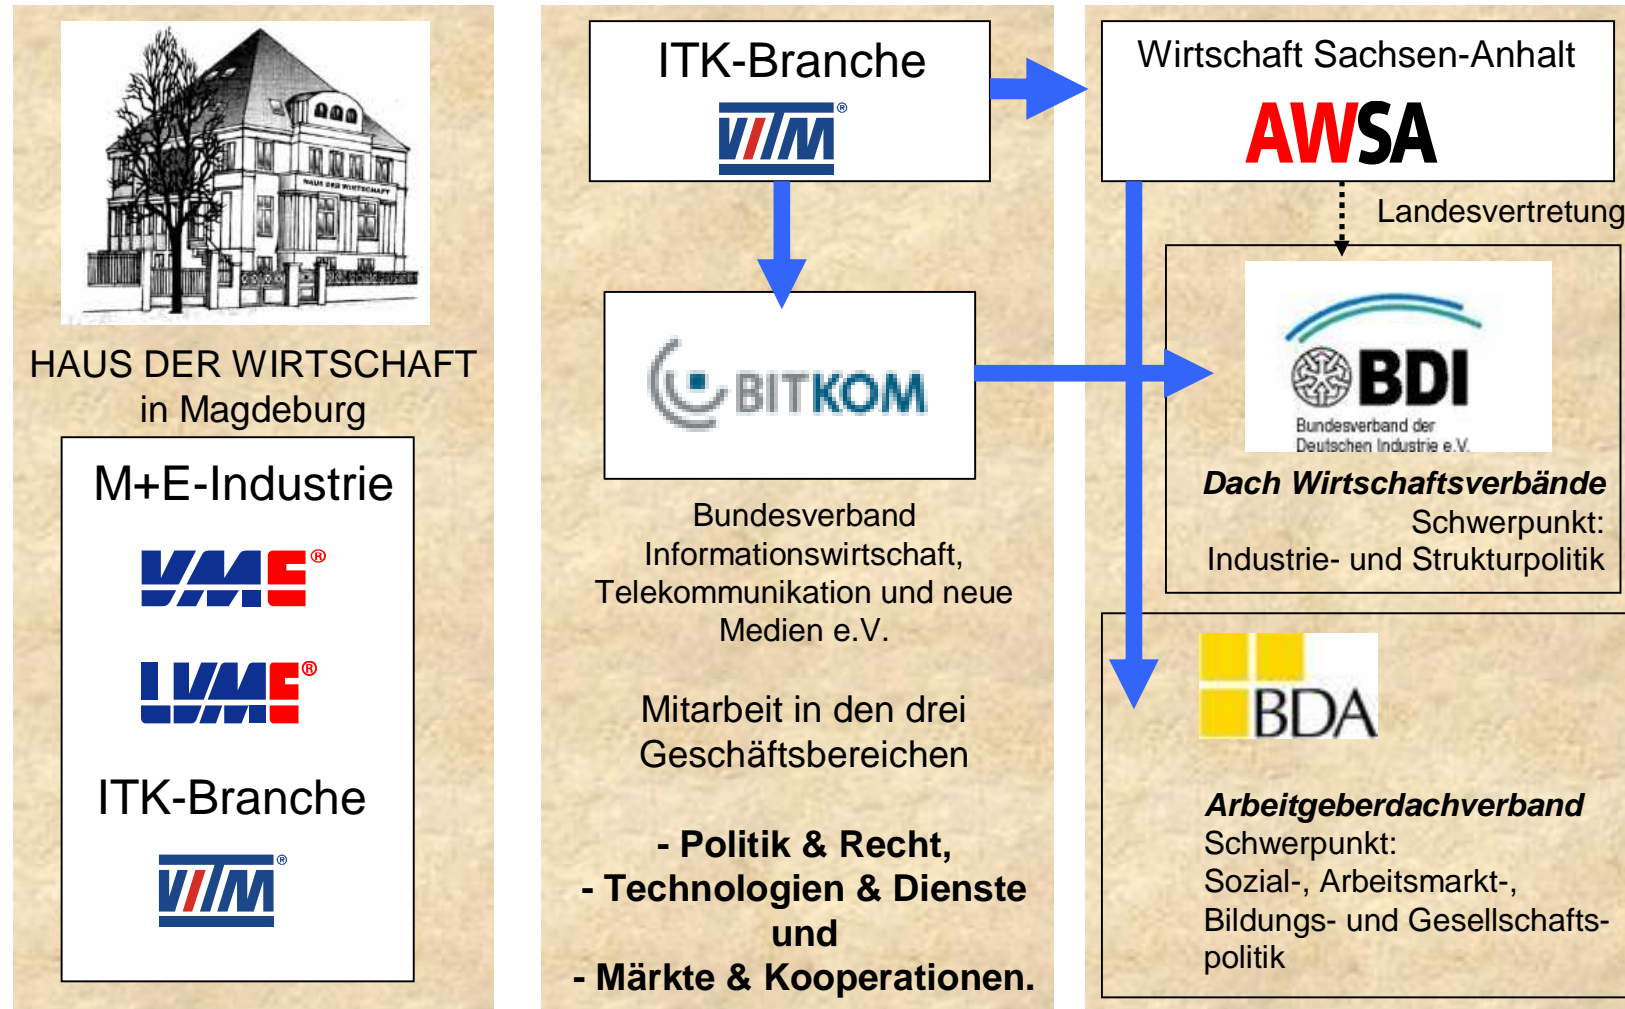 HAUS DER WIRTSCHAFT
HAUS DER WIRTSCHAFT
in Magdeburg
M+E-Industrie
VME®
LVME®
ITK-Branche
VITM®
ITK-Branche
VITM®
BITKOM
Bundesverband
Informationswirtschaft,
Telekommunikation und neue
Medien e.V.
Mitarbeit in den drei
Geschäftsbereichen
- Politik & Recht,
- Technologien & Dienste
und
- Märkte & Kooperationen.
Wirtschaft Sachsen-Anhalt
AWSA
Landesvertretung
BDI
Bundesverband der
Deutschen Industrie e.V.
Dach Wirtschaftsverbände
Schwerpunkt:
Industrie- und Strukturpolitik
BDA
Arbeitgeberdachverband
Schwerpunkt:
Sozial-, Arbeitsmarkt-,
Bildungs- und Gesellschafts-
politik